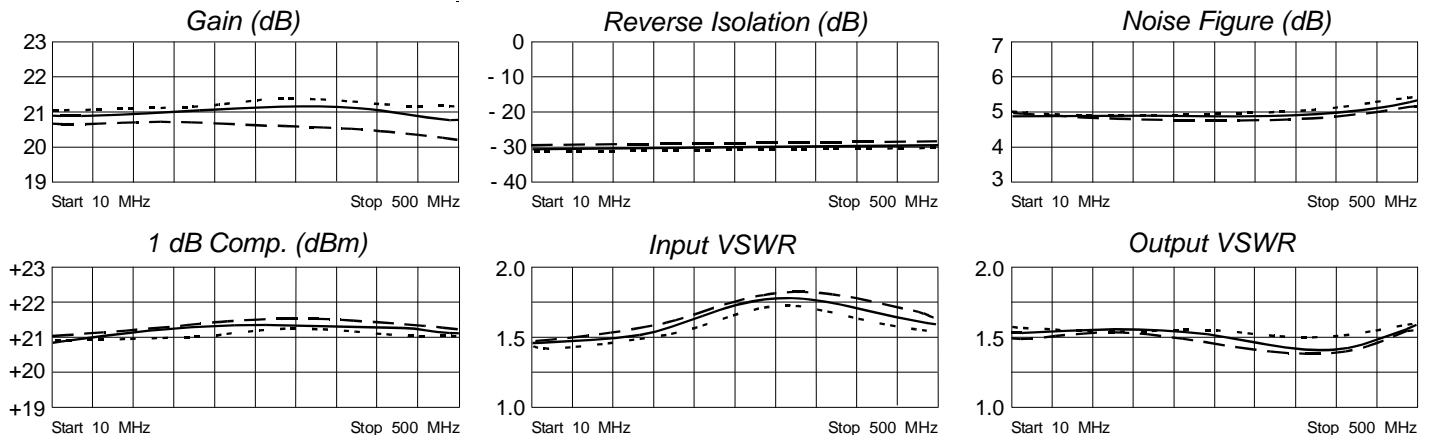 Gain (dB)
23
22
21
20
19
Start 10 MHz Stop 500 MHz
Reverse Isolation (dB)
0
- 10
- 20
- 30
- 40
Start 10 MHz Stop 500 MHz
Noise Figure (dB)
7
6
5
4
3
Start 10 MHz Stop 500 MHz
1 dB Comp. (dBm)
+23
+22
+21
+20
+19
Start 10 MHz Stop 500 MHz
Input VSWR
2.0
1.5
1.0
Start 10 MHz Stop 500 MHz
Output VSWR
2.0
1.5
1.0
Start 10 MHz Stop 500 MHz